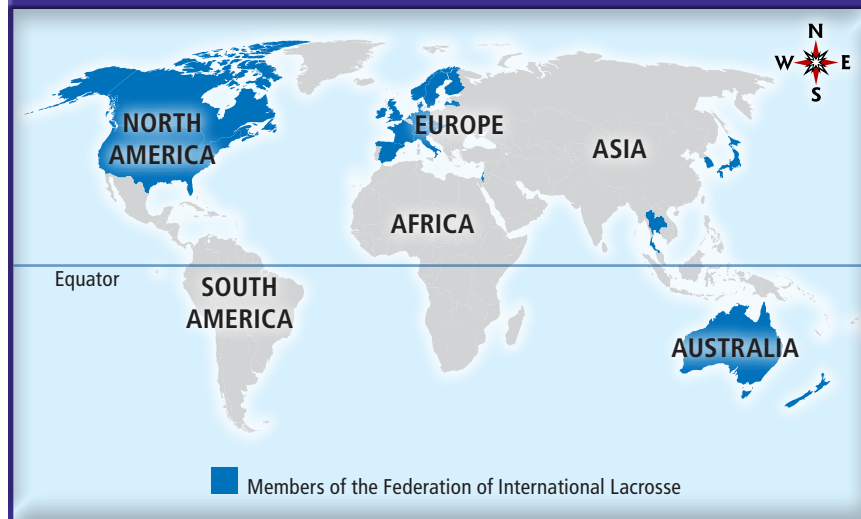 N
W E
S
NORTH
AMERICA
EUROPE
ASIA
AFRICA
Equator
SOUTH
AMERICA
AUSTRALIA
Members of the Federation of International Lacrosse